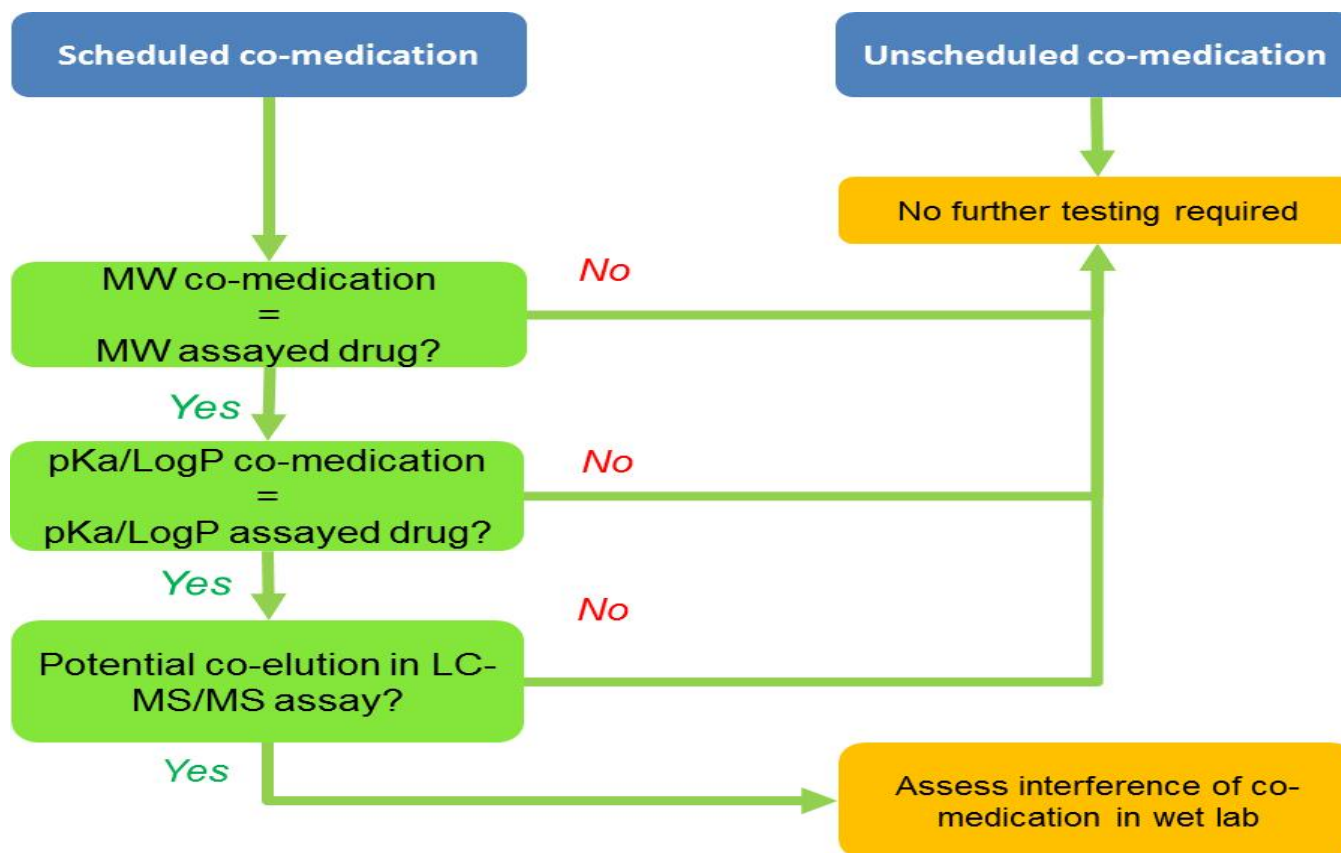 Scheduled co-medication
Unscheduled co-medication
No further testing required
MW co-medication
=
MW assayed drug?
No
Yes
pKa/LogP co-medication
=
pKa/LogP assayed drug?
No
Yes
Potential co-elution in LC-
MS/MS assay?
No
Yes
Assess interference of co-
medication in wet lab